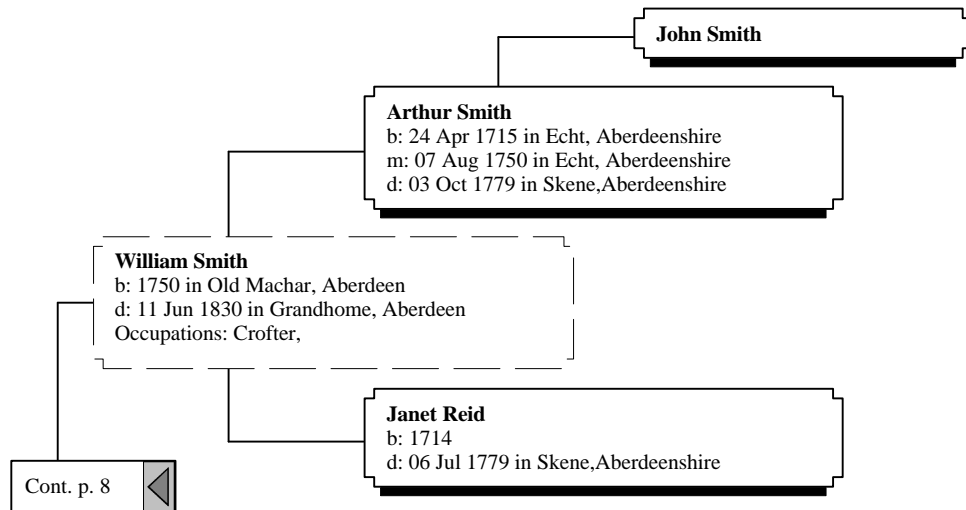 John Smith
Arthur Smith
b: 24 Apr 1715 in Echt, Aberdeenshire
m: 07 Aug 1750 in Echt, Aberdeenshire
d: 03 Oct 1779 in Skene,Aberdeenshire
William Smith
b: 1750 in Old Machar, Aberdeen
d: 11 Jun 1830 in Grandhome, Aberdeen
Occupations: Crofter,
Janet Reid
b: 1714
d: 06 Jul 1779 in Skene,Aberdeenshire
Cont. p. 8